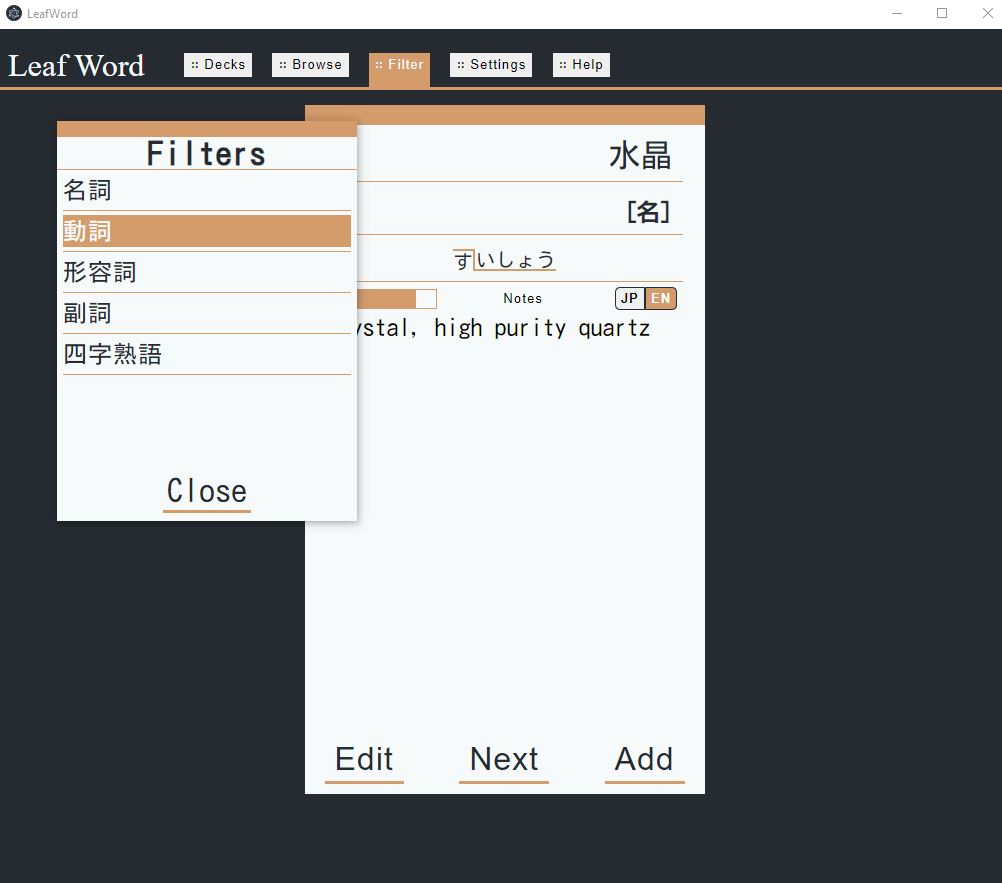 LeafWord
Leaf Word
:: Decks
:: Browse
:: Filter
:: Settings
:: Help
Filters
名詞
動詞
形容詞
副詞
四字熟語
Close
水晶
[名]
すいしょう
Notes
JP EN
ystal, high purity quartz
Edit
Next
Add